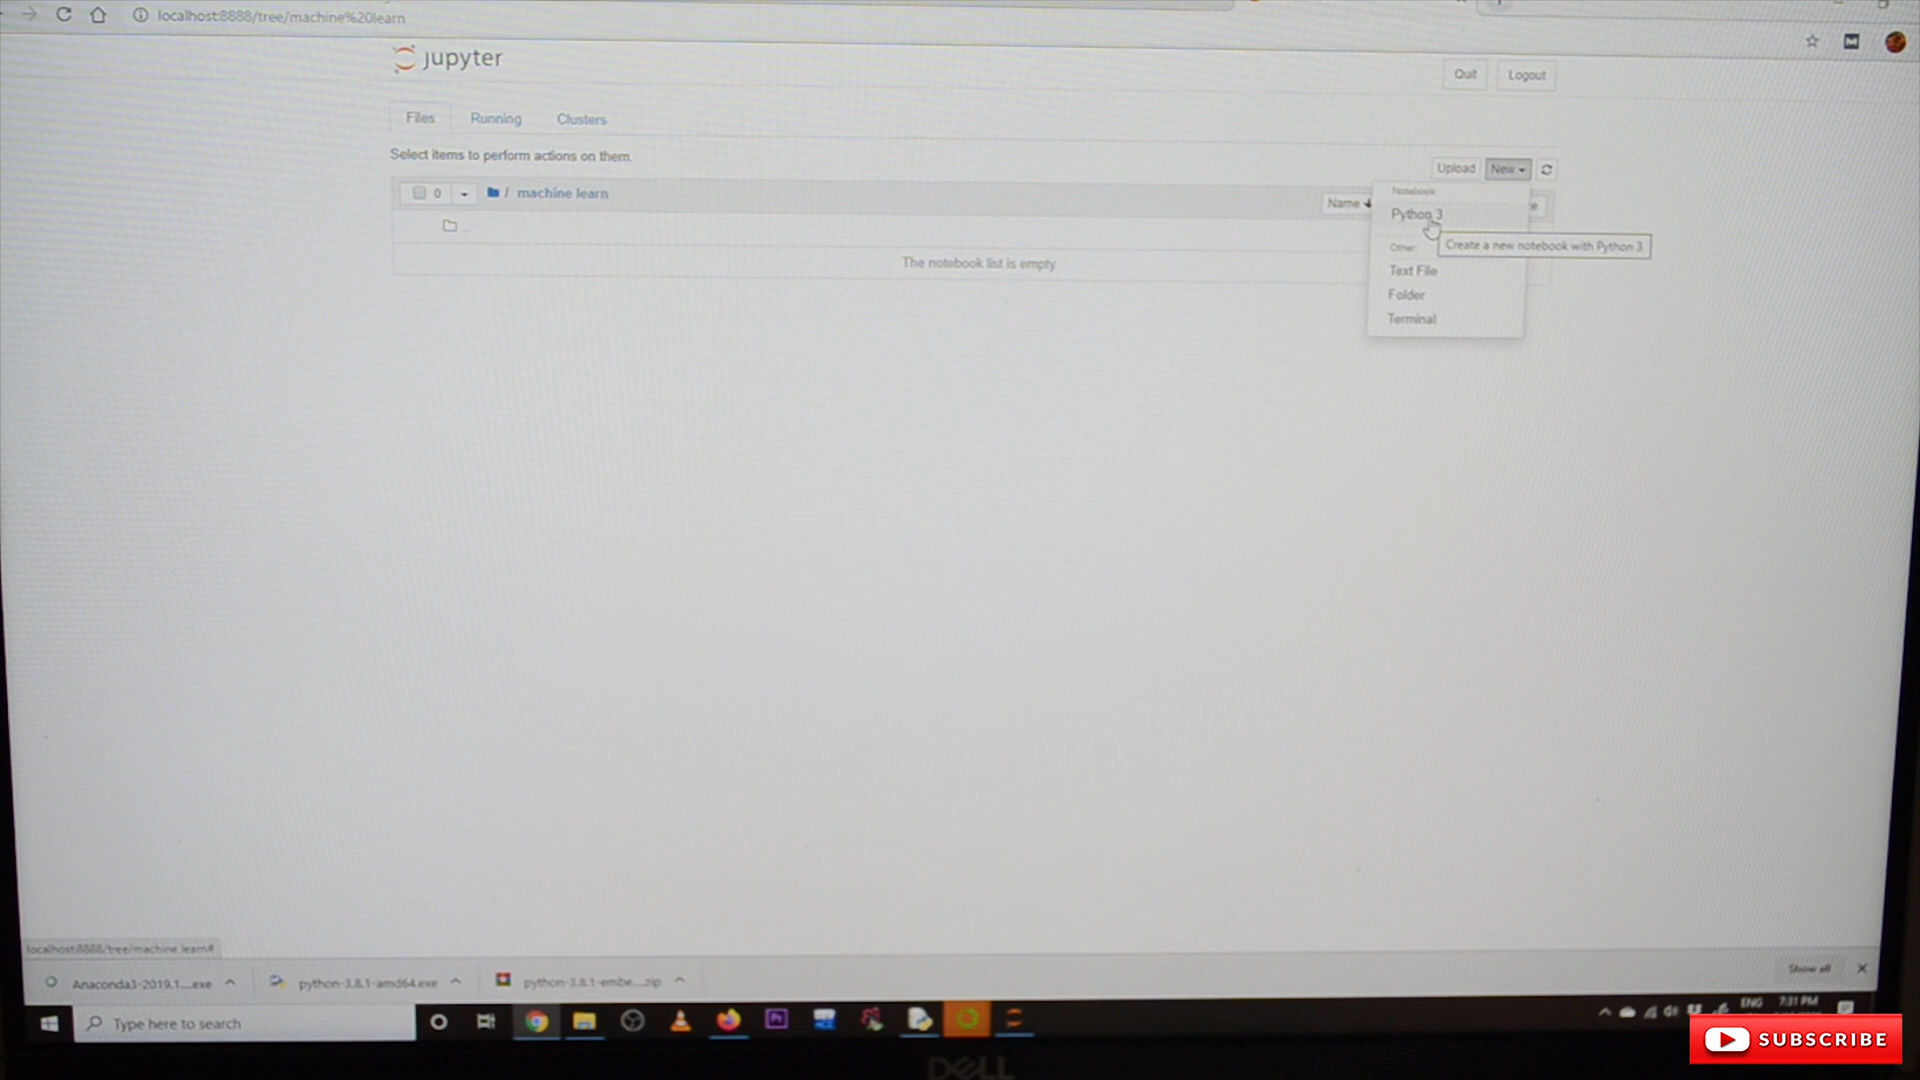 localhost:8888/tree/machine%20learn
jupyter
Quit
Logout
Files
Running
Clusters
Select items to perform actions on them.
Upload
New
0
/ machine learn
Name
Notebook:
e
Python 3
..
Create a new notebook with Python 3
The notebook list is empty.
Other:
Text File
Folder
Terminal
localhost:8888/tree/machine learn#
Anaconda3-2019.1....exe
python-3.8.1-amd64.exe
python-3.8.1-embe....zip
Show all
Type here to search
Pr
ENG
7:31 PM
SUBSCRIBE
DELL